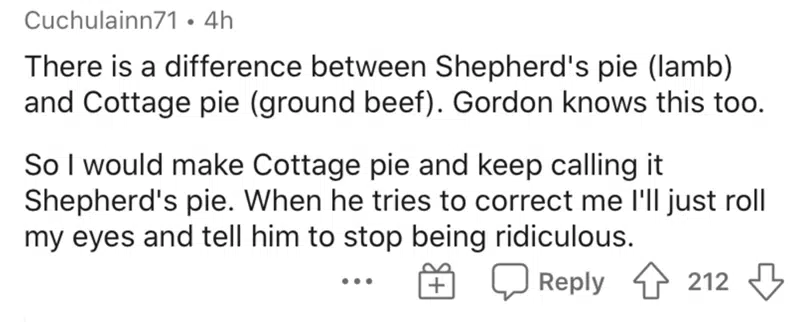 Cuchulainn71 • 4h
There is a difference between Shepherd's pie (lamb)
and Cottage pie (ground beef). Gordon knows this too.
So I would make Cottage pie and keep calling it
Shepherd's pie. When he tries to correct me I'll just roll
my eyes and tell him to stop being ridiculous.
••• Reply 212